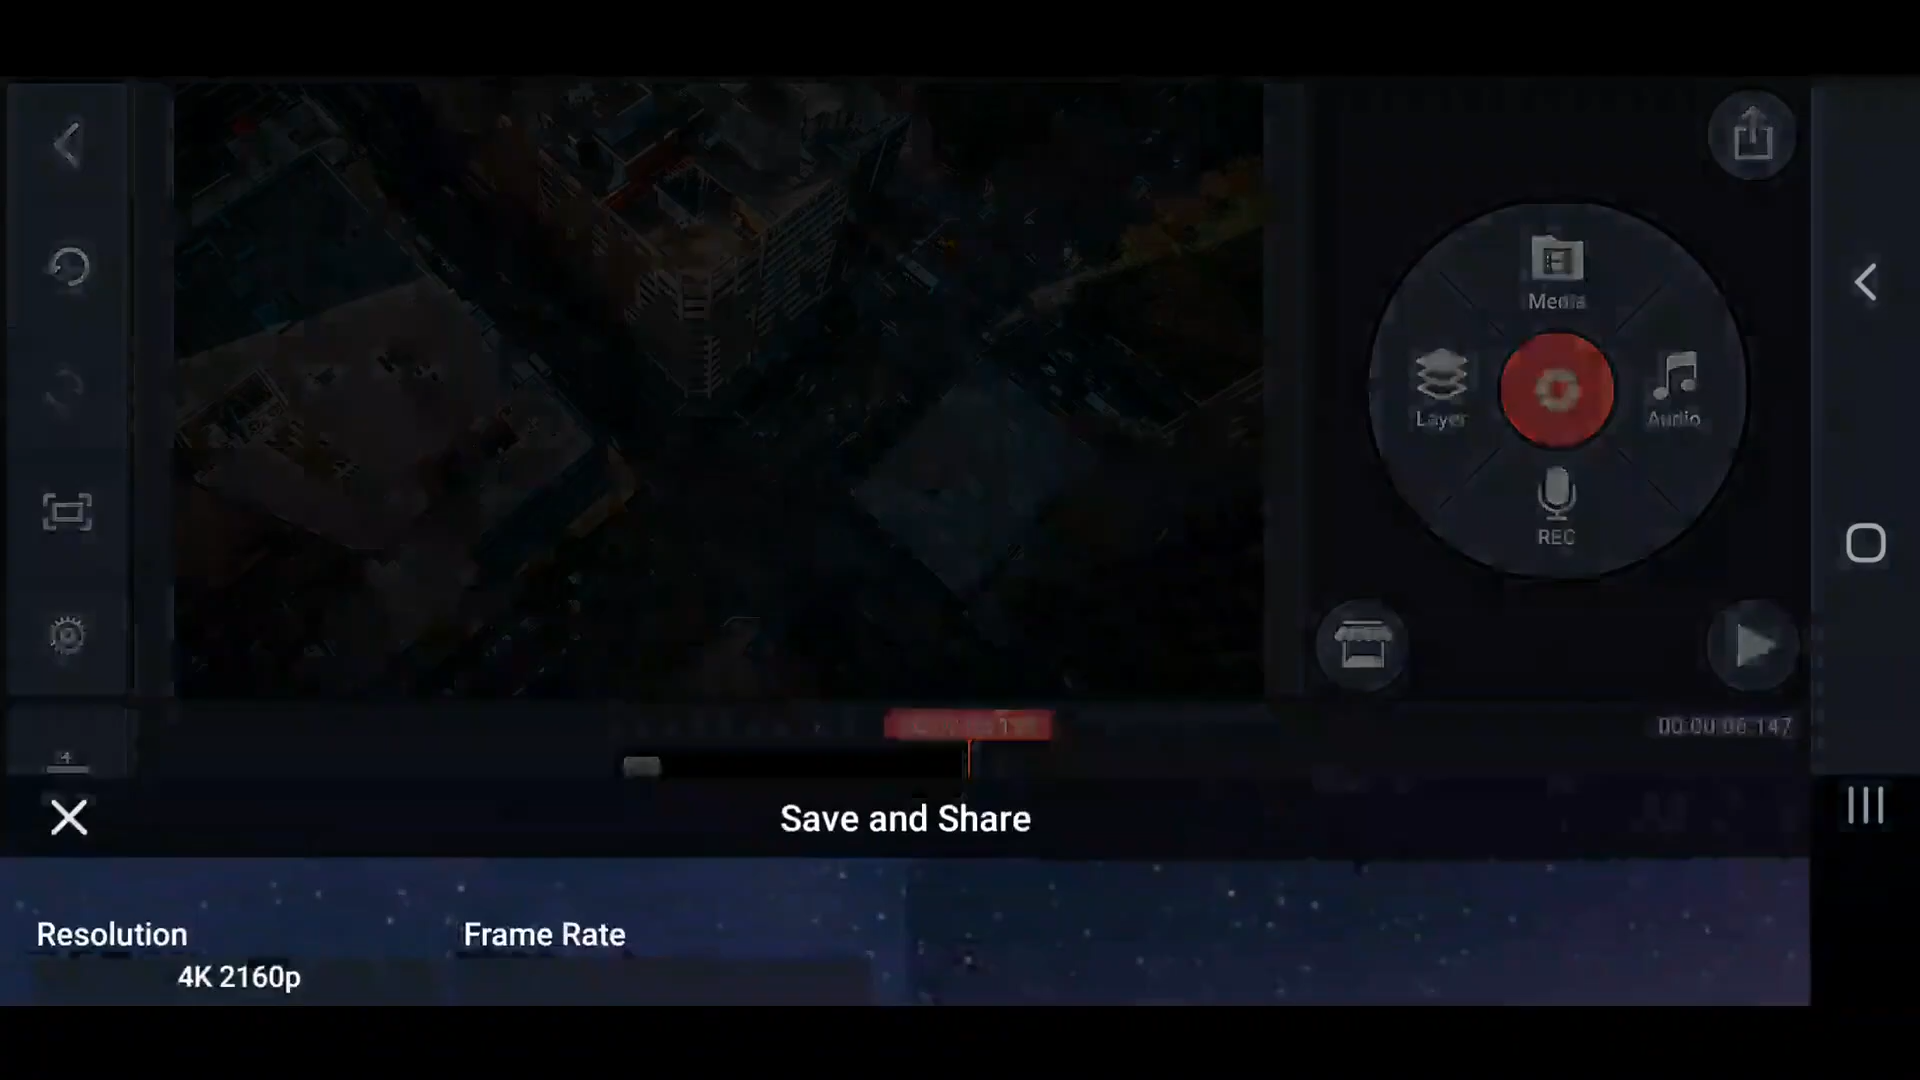 Media
Layer
Audio
REC
00:00:06.147
Save and Share
Resolution
Frame Rate
4K 2160p